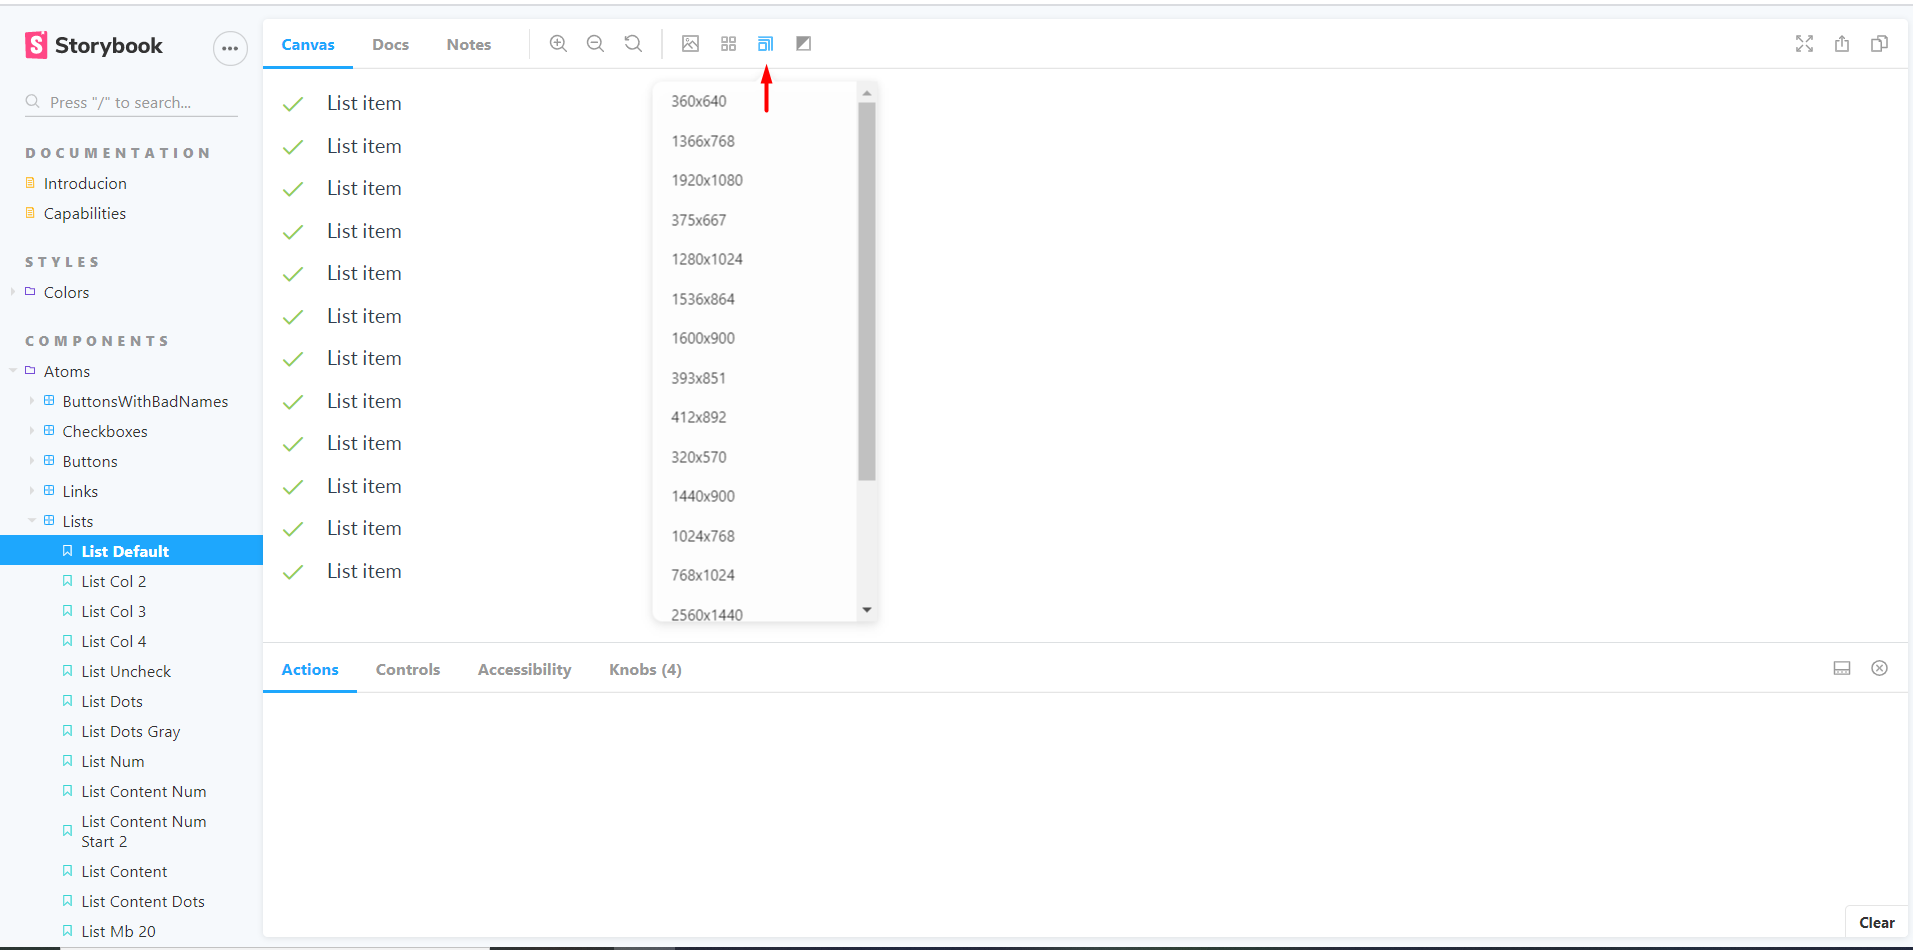 Storybook
Press "/" to search...
DOCUMENTATION
Introducion
Capabilities
STYLES
Colors
COMPONENTS
Atoms
ButtonsWithBadNames
Checkboxes
Buttons
Links
Lists
List Default
List Col 2
List Col 3
List Col 4
List Uncheck
List Dots
List Dots Gray
List Num
List Content Num
List Content Num
Start 2
List Content
List Content Dots
List Mb 20
Canvas Docs Notes
List item
List item
List item
List item
List item
List item
List item
List item
List item
List item
List item
List item
360x640
1366x768
1920x1080
375x667
1280x1024
1536x864
1600x900
393x851
412x892
320x570
1440x900
1024x768
768x1024
2560x1440
Actions Controls Accessibility Knobs (4)
Clear